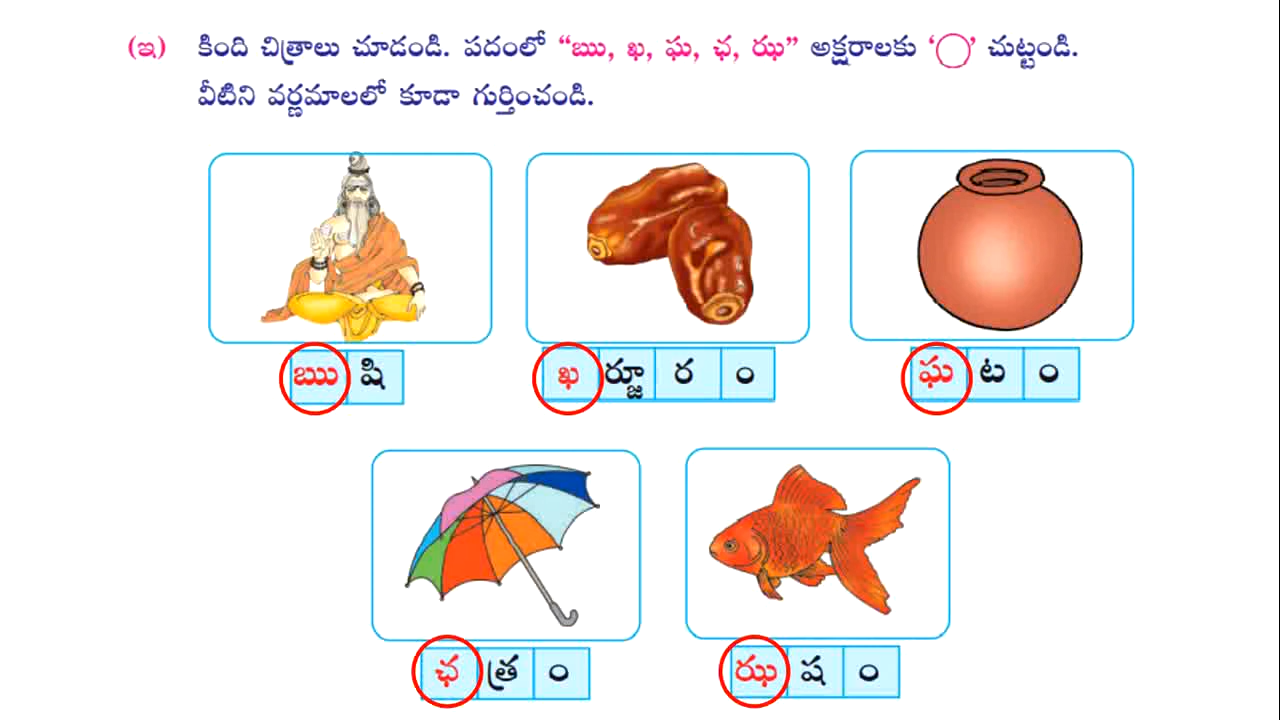 (ఇ) కింది చిత్రాలు చూడండి. పదంలో “ఋ, ఖ, ఘ, ఛ, ఝ” అక్షరాలకు ‘◯’ చుట్టండి.
వీటిని వర్ణమాలలో కూడా గుర్తించండి.
ఋ షి
ఖ ర్జూ ర ం
ఘ ట ం
ఛ త్ర ం
ఝ ష ం